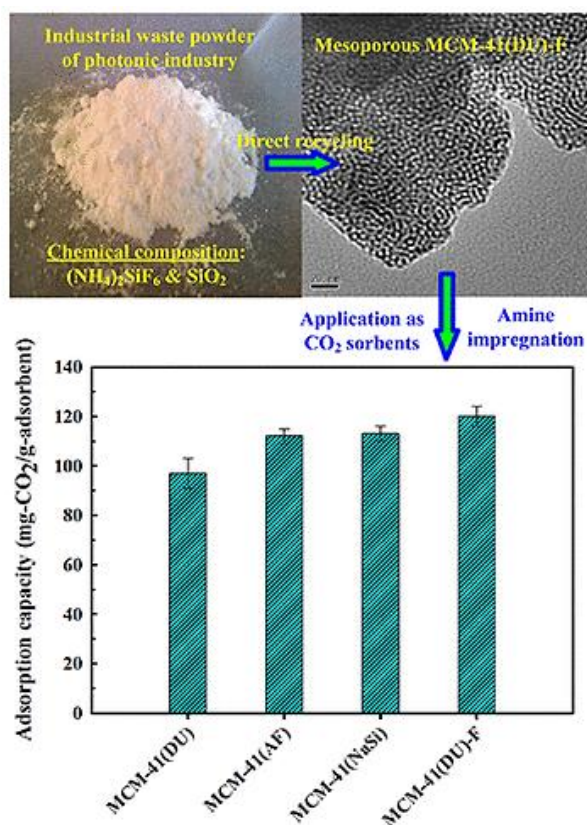 Industrial waste powder
of photonic industry
Mesoporous MCM-41(DU)-F
Direct recycling
Chemical composition:
(NH₄)₂SiF₆ & SiO₂
Application as
CO₂ sorbents
Amine
impregnation
Adsorption capacity (mg-CO₂/g-adsorbent)
140
120
100
80
60
40
20
0
MCM-41(DU)
MCM-41(AF)
MCM-41(NaSi)
MCM-41(DU)-F